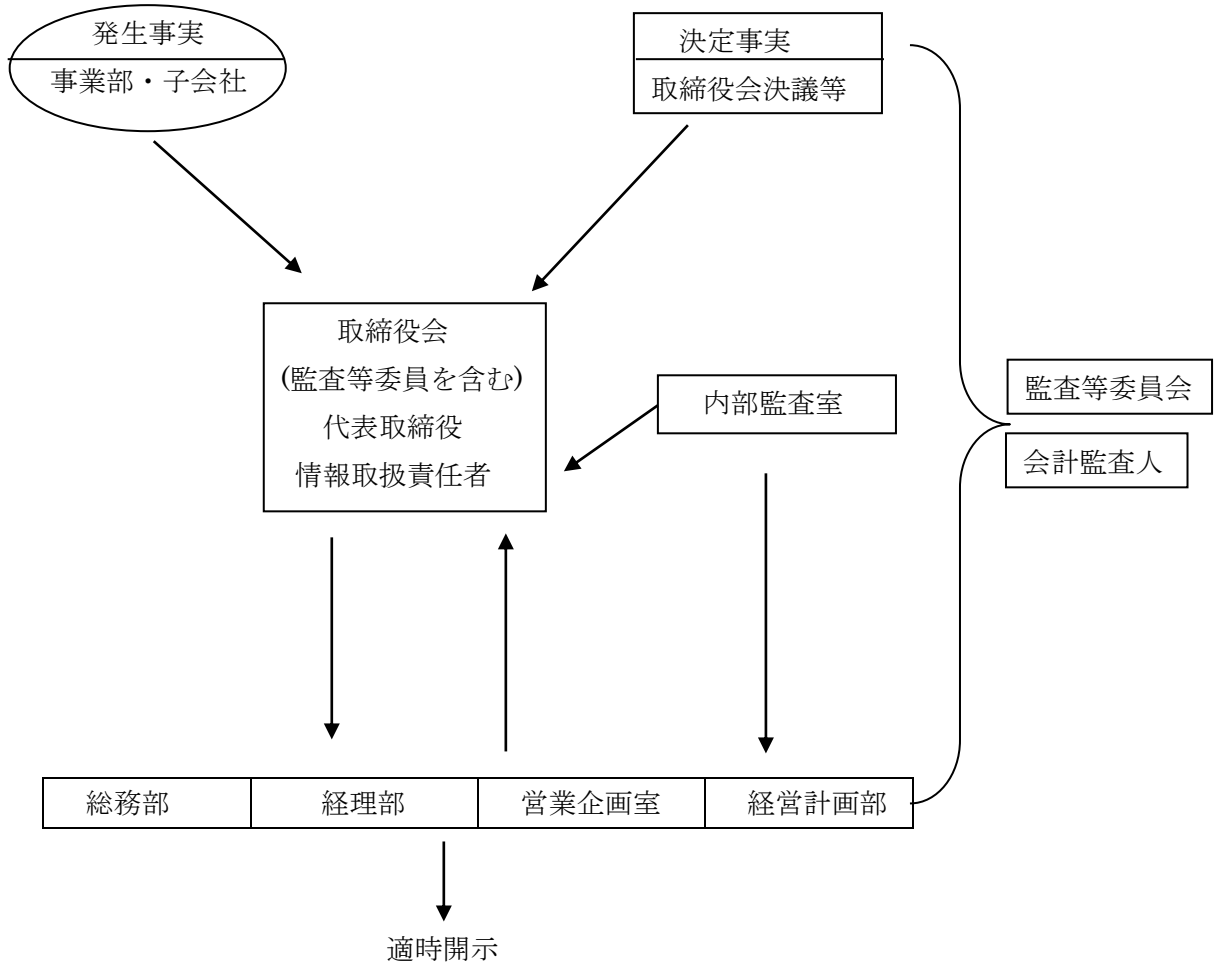 発生事実
事業部・子会社
決定事実
取締役会決議等
取締役会
(監査等委員を含む)
代表取締役
情報取扱責任者
内部監査室
監査等委員会
会計監査人
総務部
経理部
営業企画室
経営計画部
適時開示